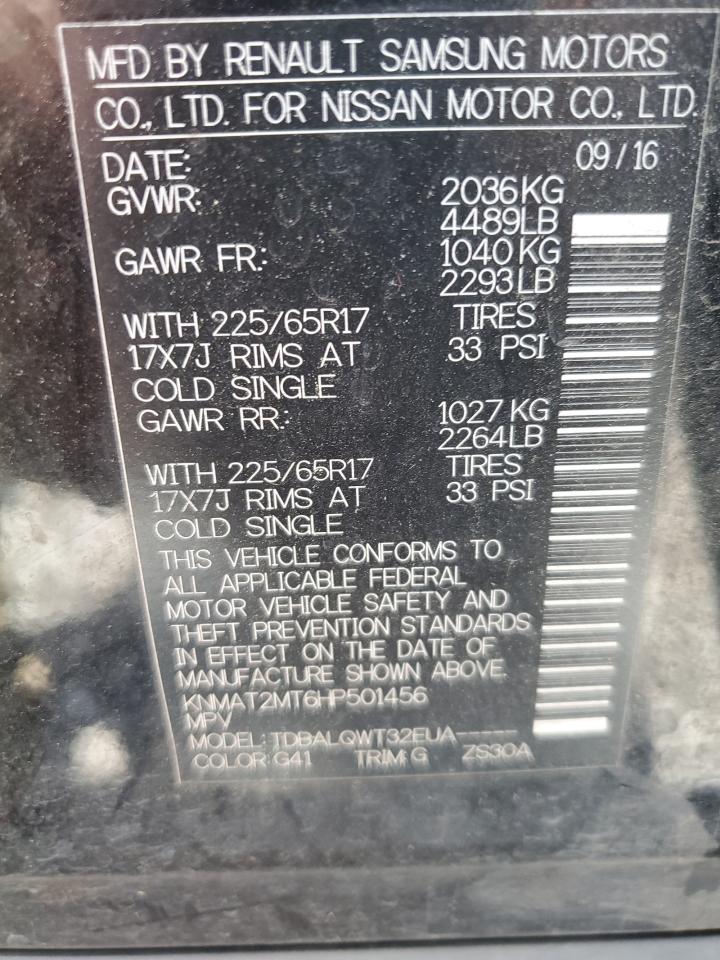 MFD BY RENAULT SAMSUNG MOTORS
CO., LTD. FOR NISSAN MOTOR CO., LTD.
DATE: 09/16
GVWR: 2036KG
4489LB
GAWR FR: 1040KG
2293LB
WITH 225/65R17 TIRES
17X7J RIMS AT 33 PSI
COLD SINGLE
GAWR RR: 1027KG
2264LB
WITH 225/65R17 TIRES
17X7J RIMS AT 33 PSI
COLD SINGLE
THIS VEHICLE CONFORMS TO
ALL APPLICABLE FEDERAL
MOTOR VEHICLE SAFETY AND
THEFT PREVENTION STANDARDS
IN EFFECT ON THE DATE OF
MANUFACTURE SHOWN ABOVE.
KNMAT2MT6HP501456
MPV
MODEL: TDBALQWT32EUA-----
COLOR: G41 TRIM: G ZS30A